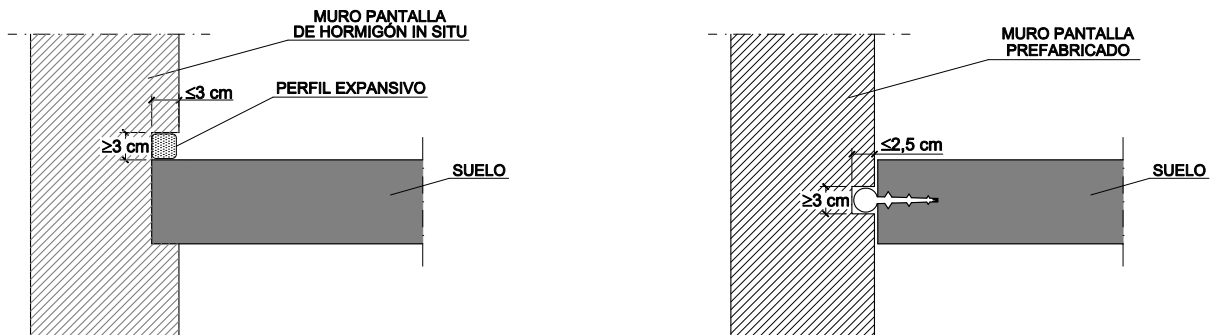 MURO PANTALLA
DE HORMIGÓN IN SITU
≤3 cm
PERFIL EXPANSIVO
≥3 cm
SUELO
MURO PANTALLA
PREFABRICADO
≤2,5 cm
≥3 cm
SUELO